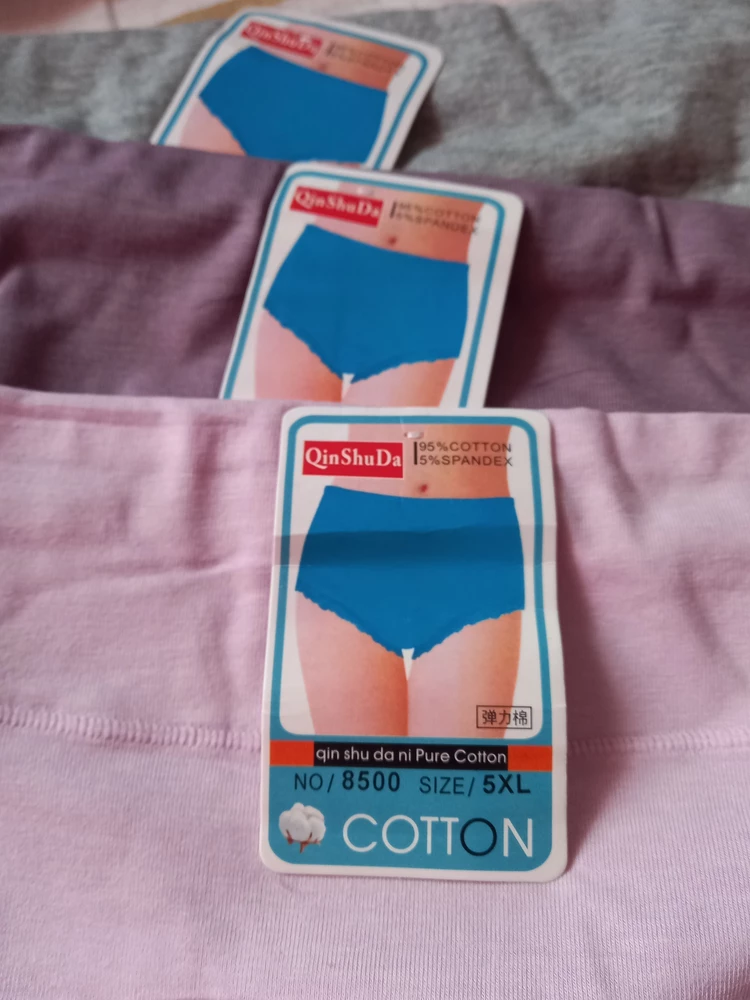 QinShuDa
QinShuDa
95%COTTON
5%SPANDEX
QinShuDa
95%COTTON
5%SPANDEX
弹力棉
qin shu da ni Pure Cotton
NO/ 8500 SIZE/ 5XL
COTTON